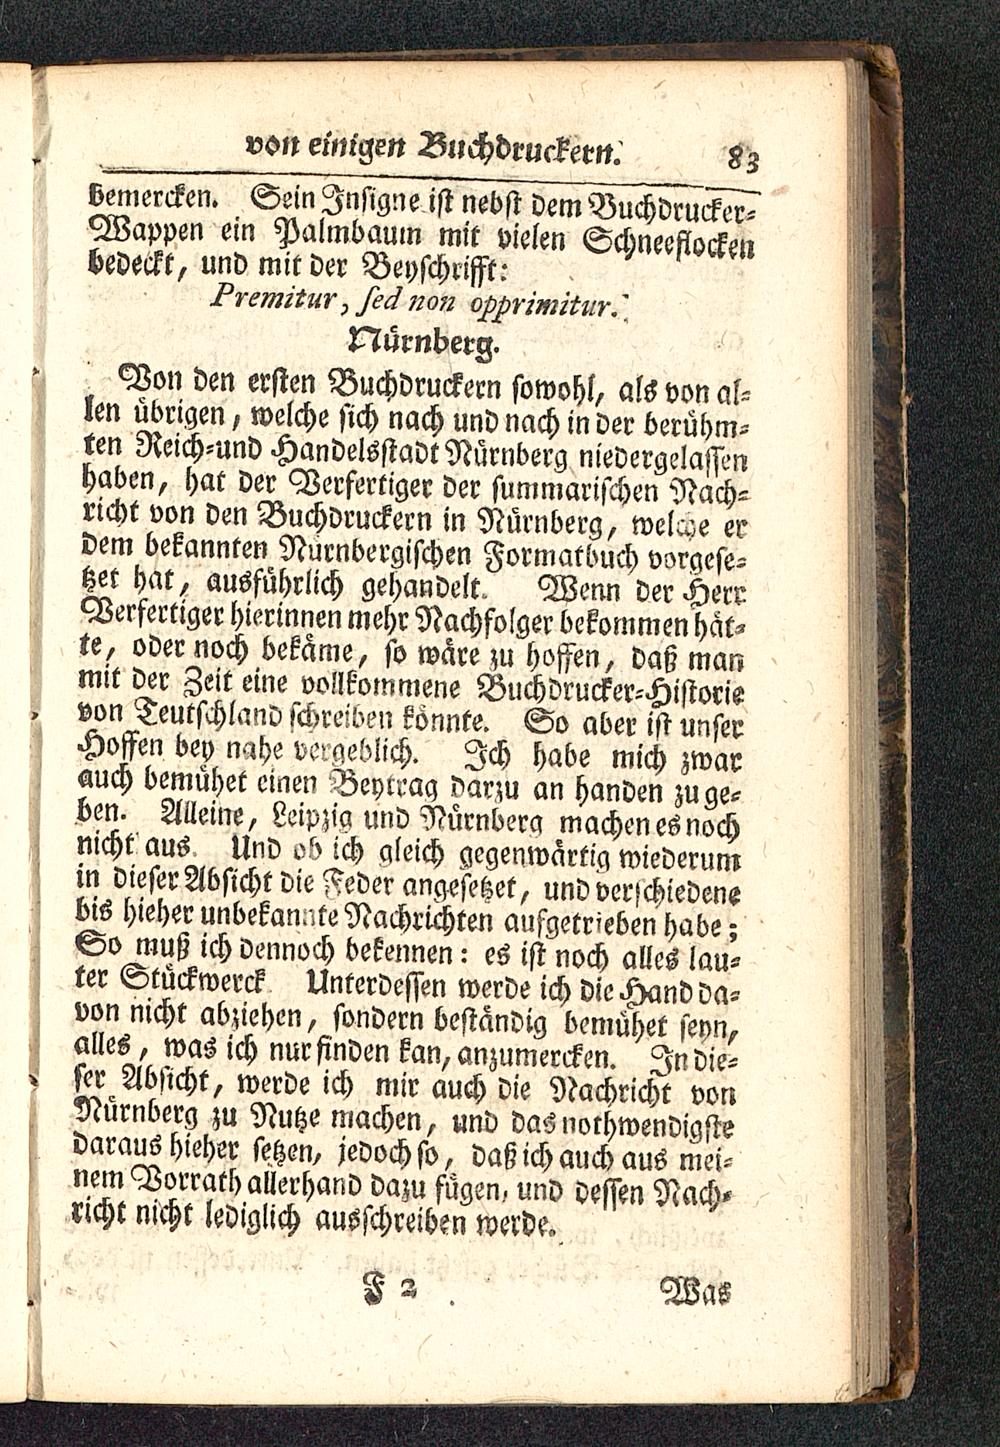 von einigen Buchdruckern. 83
bemercken. Sein Insigne ist nebst dem Buchdrucker-
Wappen ein Palmbaum mit vielen Schneeflocken
bedeckt, und mit der Beyschrifft:
Premitur, sed non opprimitur.
Nürnberg.
Von den ersten Buchdruckern sowohl, als von al-
len übrigen, welche sich nach und nach in der berühm-
ten Reich-und Handelsstadt Nürnberg niedergelassen
haben, hat der Verfertiger der summarischen Nach-
richt von den Buchdruckern in Nürnberg, welche er
dem bekannten Nürnbergischen Formatbuch vorgese-
tzet hat, ausführlich gehandelt. Wenn der Herr
Verfertiger hierinnen mehr Nachfolger bekommen hät-
te, oder noch bekäme, so wäre zu hoffen, daß man
mit der Zeit eine vollkommene Buchdrucker-Historie
von Teutschland schreiben könnte. So aber ist unser
Hoffen bey nahe vergeblich. Ich habe mich zwar
auch bemühet einen Beytrag darzu an handen zu ge-
ben. Alleine, Leipzig und Nürnberg machen es noch
nicht aus. Und ob ich gleich gegenwärtig wiederum
in dieser Absicht die Feder angesetzet, und verschiedene
bis hieher unbekannte Nachrichten aufgetrieben habe;
So muß ich dennoch bekennen: es ist noch alles lau-
ter Stückwerck Unterdessen werde ich die Hand da-
von nicht abziehen, sondern beständig bemühet seyn,
alles, was ich nur finden kan, anzumercken. In die-
ser Absicht, werde ich mir auch die Nachricht von
Nürnberg zu Nutze machen, und das nothwendigste
daraus hieher setzen, jedoch so, daß ich auch aus mei-
nem Vorrath allerhand dazu fügen, und dessen Nach-
richt nicht lediglich ausschreiben werde.
F 2 Was